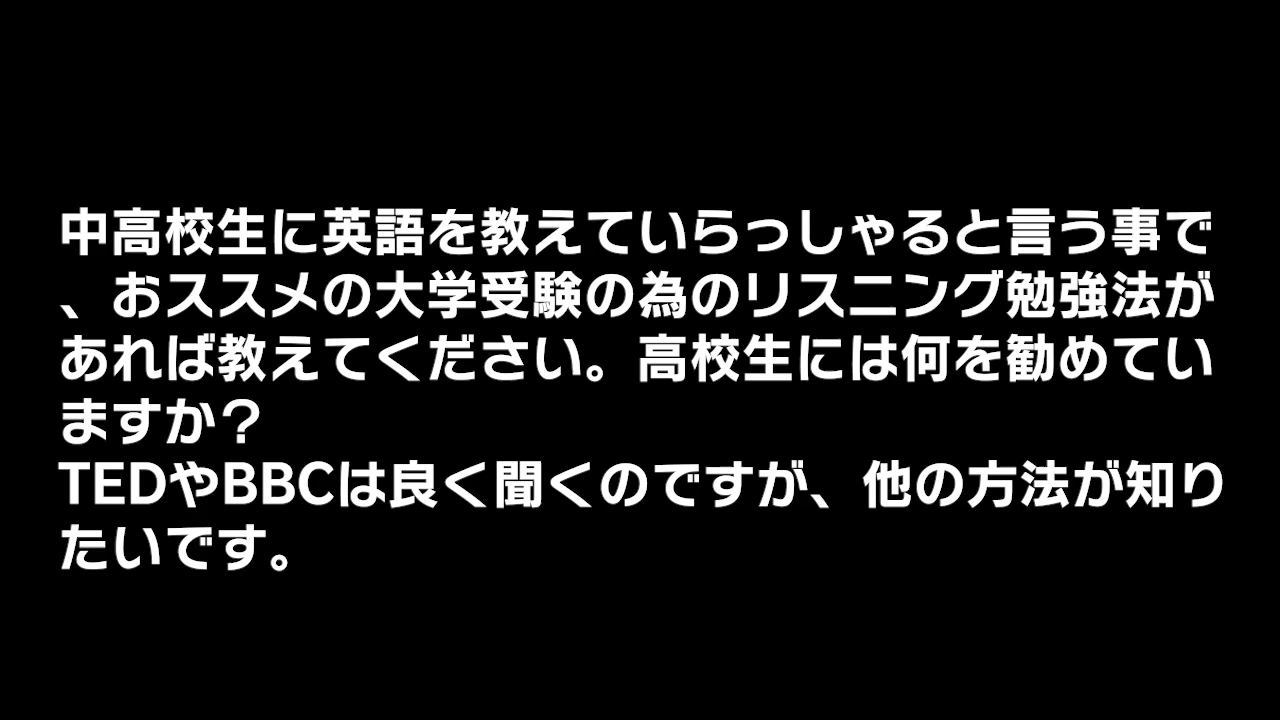 中高校生に英語を教えていらっしゃると言う事で
、おススメの大学受験の為のリスニング勉強法が
あれば教えてください。高校生には何を勧めてい
ますか？
TEDやBBCは良く聞くのですが、他の方法が知り
たいです。